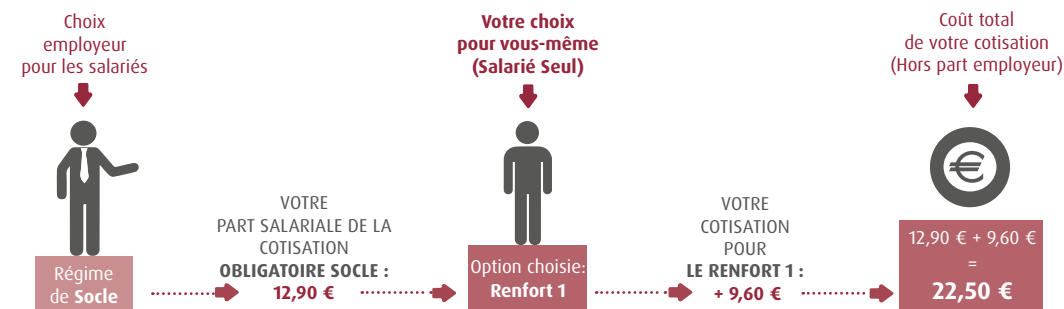 Choix
employeur
pour les salariés
Régime
de Socle
VOTRE
PART SALARIALE DE LA
COTISATION
OBLIGATOIRE SOCLE :
12,90 €
Votre choix
pour vous-même
(Salarié Seul)
Option choisie:
Renfort 1
VOTRE
COTISATION
POUR
LE RENFORT 1 :
+ 9,60 €
Coût total
de votre cotisation
(Hors part employeur)
€
12,90 € + 9,60 €
=
22,50 €